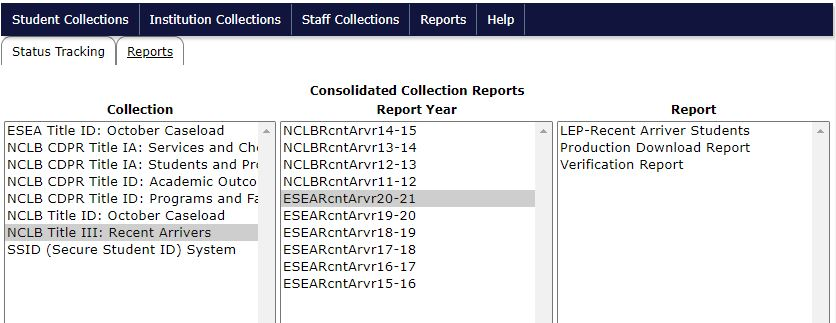 Student Collections Institution Collections Staff Collections Reports Help
Status Tracking Reports
Consolidated Collection Reports
Collection Report Year Report
ESEA Title ID: October Caseload
NCLB CDPR Title IA: Services and Che
NCLB CDPR Title IA: Students and Pro
NCLB CDPR Title ID: Academic Outco
NCLB CDPR Title ID: Programs and Fa
NCLB Title ID: October Caseload
NCLB Title III: Recent Arrivers
SSID (Secure Student ID) System
NCLBRcntArvr14-15
NCLBRcntArvr13-14
NCLBRcntArvr12-13
NCLBRcntArvr11-12
ESEARcntArvr20-21
ESEARcntArvr19-20
ESEARcntArvr18-19
ESEARcntArvr17-18
ESEARcntArvr16-17
ESEARcntArvr15-16
LEP-Recent Arriver Students
Production Download Report
Verification Report